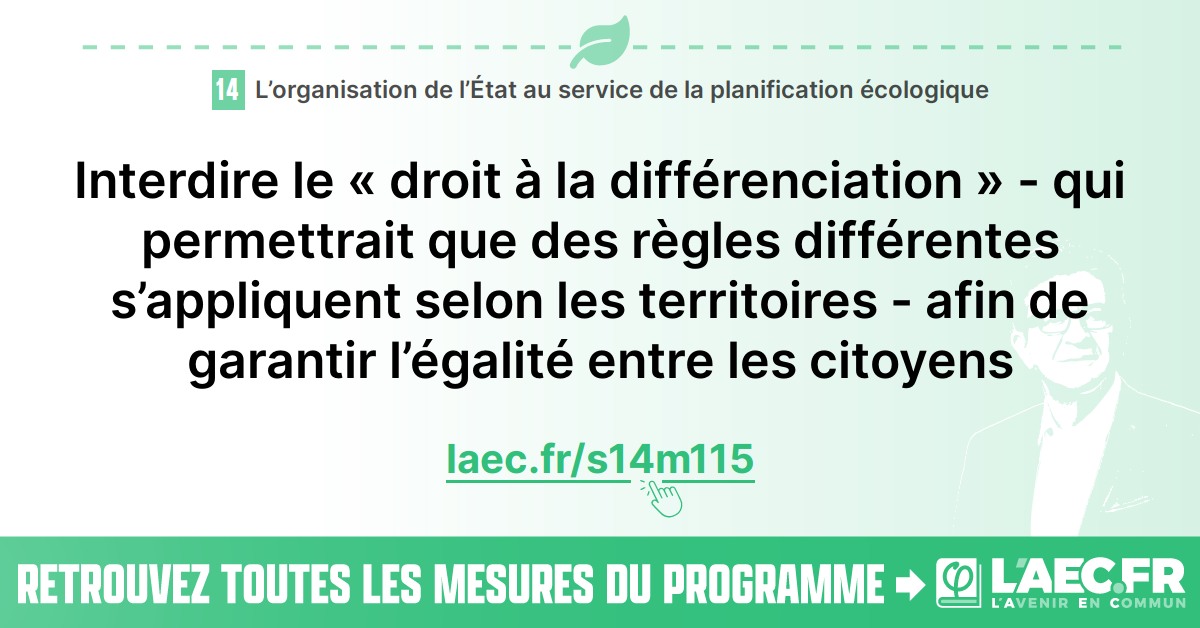 14 L’organisation de l’État au service de la planification écologique
Interdire le « droit à la différenciation » - qui
permettrait que des règles différentes
s’appliquent selon les territoires - afin de
garantir l’égalité entre les citoyens
laec.fr/s14m115
RETROUVEZ TOUTES LES MESURES DU PROGRAMME
φ L’AEC.FR
L’AVENIR EN COMMUN